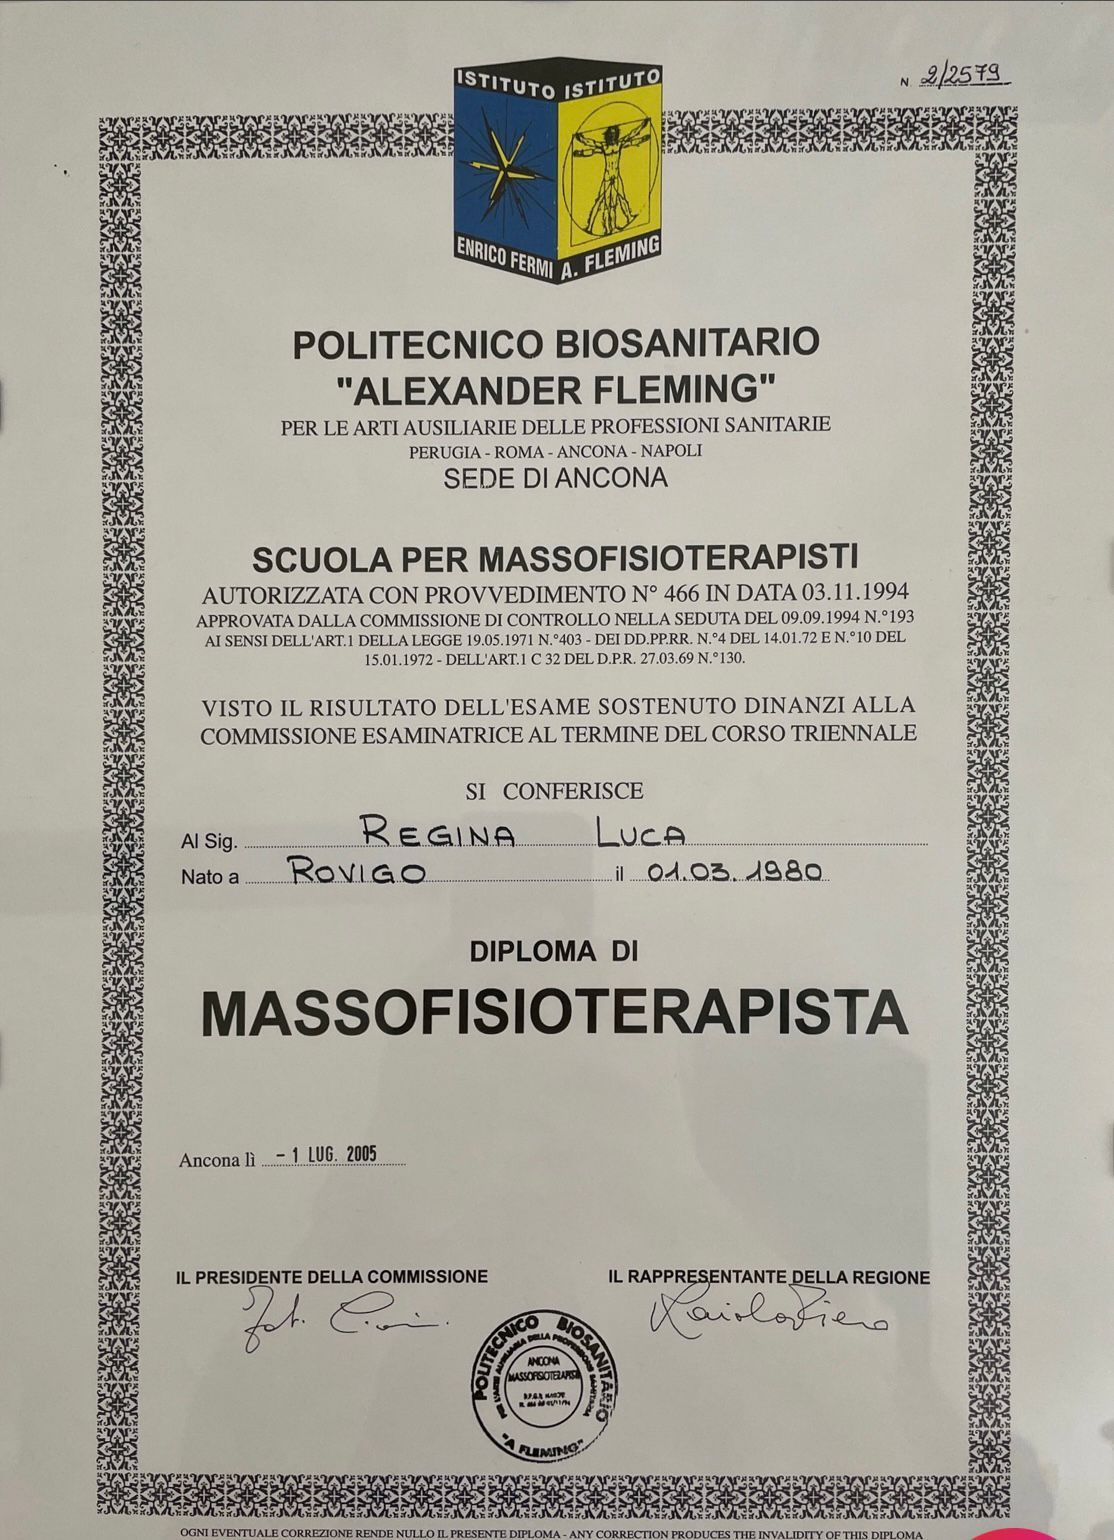 N. 2/2579
ISTITUTO ISTITUTO
ENRICO FERMI A. FLEMING
POLITECNICO BIOSANITARIO
"ALEXANDER FLEMING"
PER LE ARTI AUSILIARIE DELLE PROFESSIONI SANITARIE
PERUGIA - ROMA - ANCONA - NAPOLI
SEDE DI ANCONA
SCUOLA PER MASSOFISIOTERAPISTI
AUTORIZZATA CON PROVVEDIMENTO N° 466 IN DATA 03.11.1994
APPROVATA DALLA COMMISSIONE DI CONTROLLO NELLA SEDUTA DEL 09.09.1994 N.°193
AI SENSI DELL'ART.1 DELLA LEGGE 19.05.1971 N.°403 - DEI DD.PP.RR. N.°4 DEL 14.01.72 E N.°10 DEL
15.01.1972 - DELL'ART.1 C 32 DEL D.P.R. 27.03.69 N.°130.
VISTO IL RISULTATO DELL'ESAME SOSTENUTO DINANZI ALLA
COMMISSIONE ESAMINATRICE AL TERMINE DEL CORSO TRIENNALE
SI CONFERISCE
Al Sig. REGINA LUCA
Nato a ROVIGO il 01.03.1980
DIPLOMA DI
MASSOFISIOTERAPISTA
Ancona lì - 1 LUG. 2005
IL PRESIDENTE DELLA COMMISSIONE
IL RAPPRESENTANTE DELLA REGIONE
POLITECNICO BIOSANITARIO
ANCONA
MASSOFISIOTERAPISTI
"A FLEMING"
OGNI EVENTUALE CORREZIONE RENDE NULLO IL PRESENTE DIPLOMA - ANY CORRECTION PRODUCES THE INVALIDITY OF THIS DIPLOMA